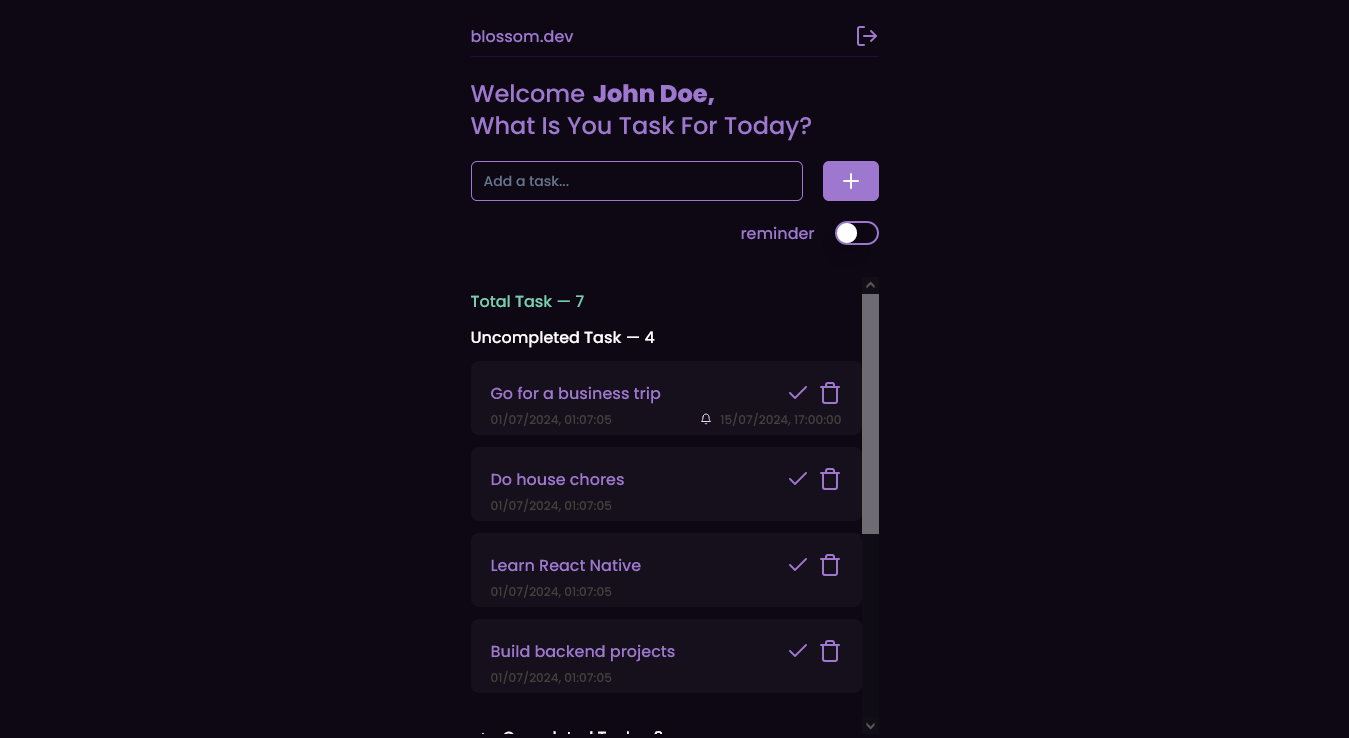 blossom.dev
Welcome John Doe,
What Is You Task For Today?
Add a task...
reminder
Total Task — 7
Uncompleted Task — 4
Go for a business trip
01/07/2024, 01:07:05
15/07/2024, 17:00:00
Do house chores
01/07/2024, 01:07:05
Learn React Native
01/07/2024, 01:07:05
Build backend projects
01/07/2024, 01:07:05